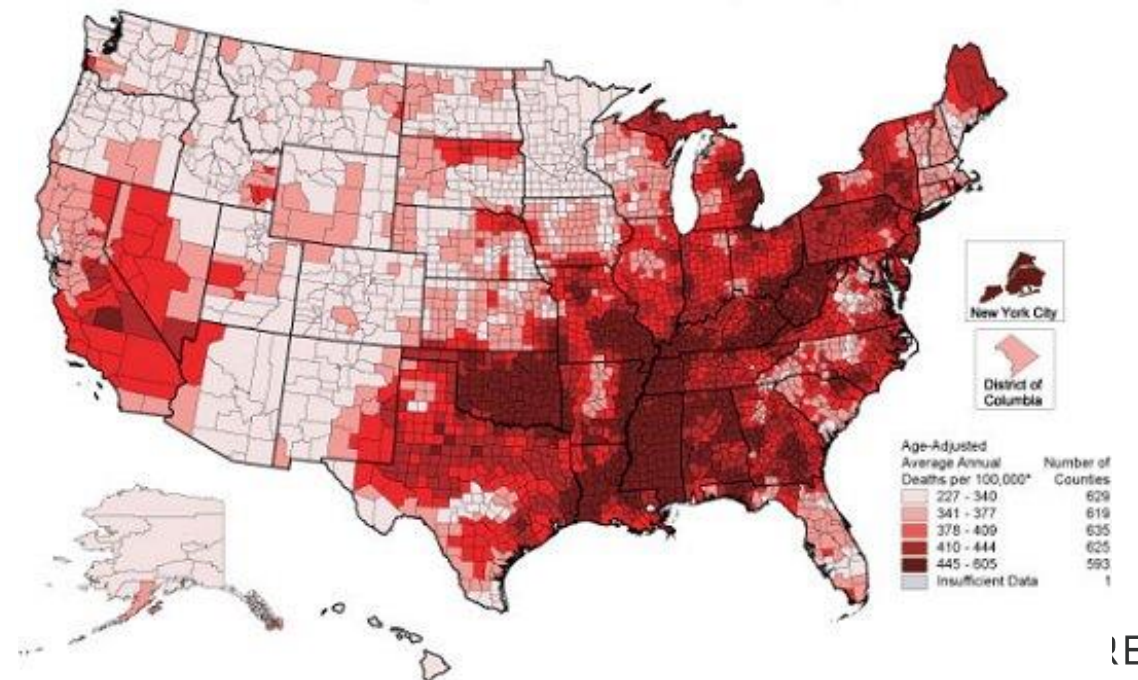 New York City
District of
Columbia
Age-Adjusted
Average Annual Number of
Deaths per 100,000* Counties
227 - 340 629
341 - 377 619
378 - 409 635
410 - 444 625
445 - 605 593
Insufficient Data 1